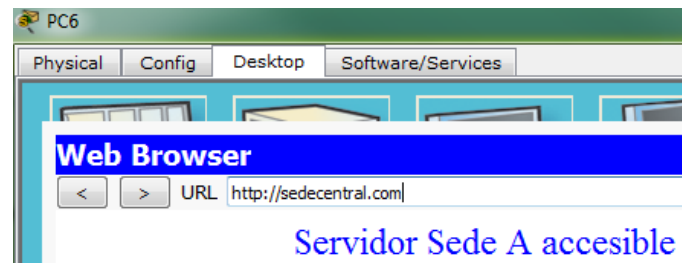 PC6
Physical Config Desktop Software/Services
Web Browser
< > URL http://sedecentral.com
Servidor Sede A accesible